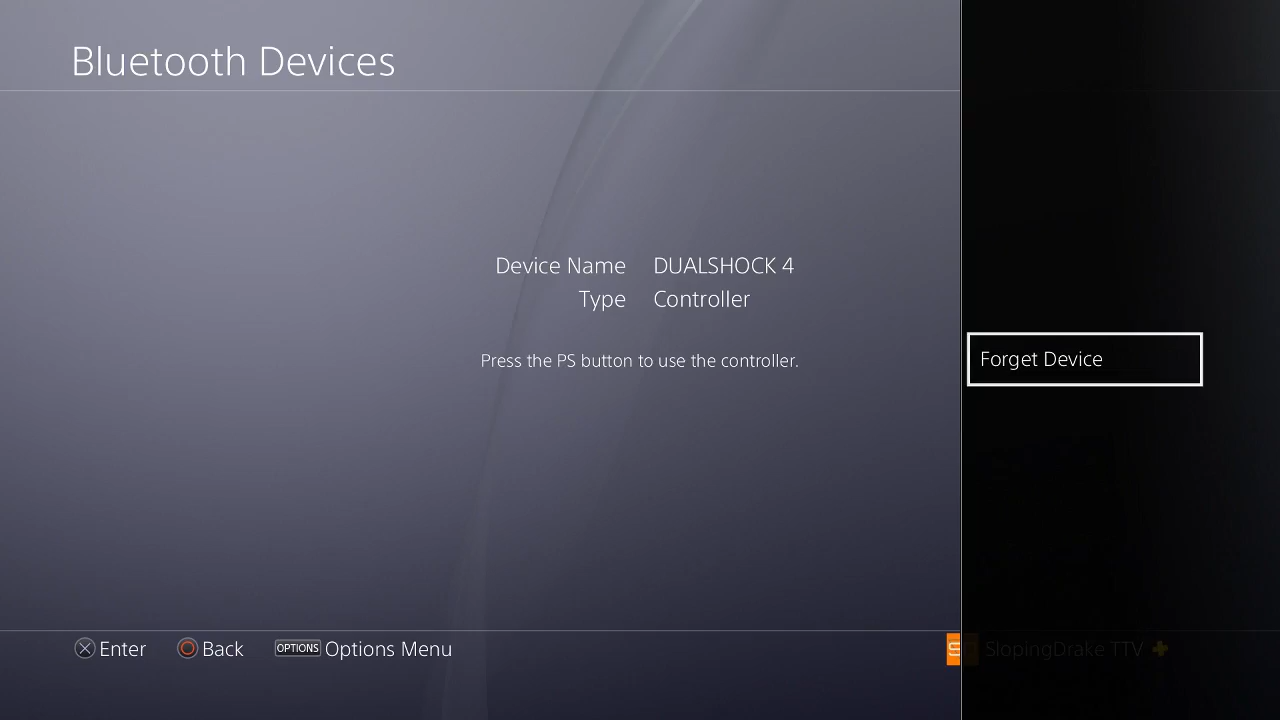 Bluetooth Devices
Device Name DUALSHOCK 4
Type Controller
Press the PS button to use the controller.
Forget Device
Enter Back OPTIONS Options Menu
S SlopingDrake TTV